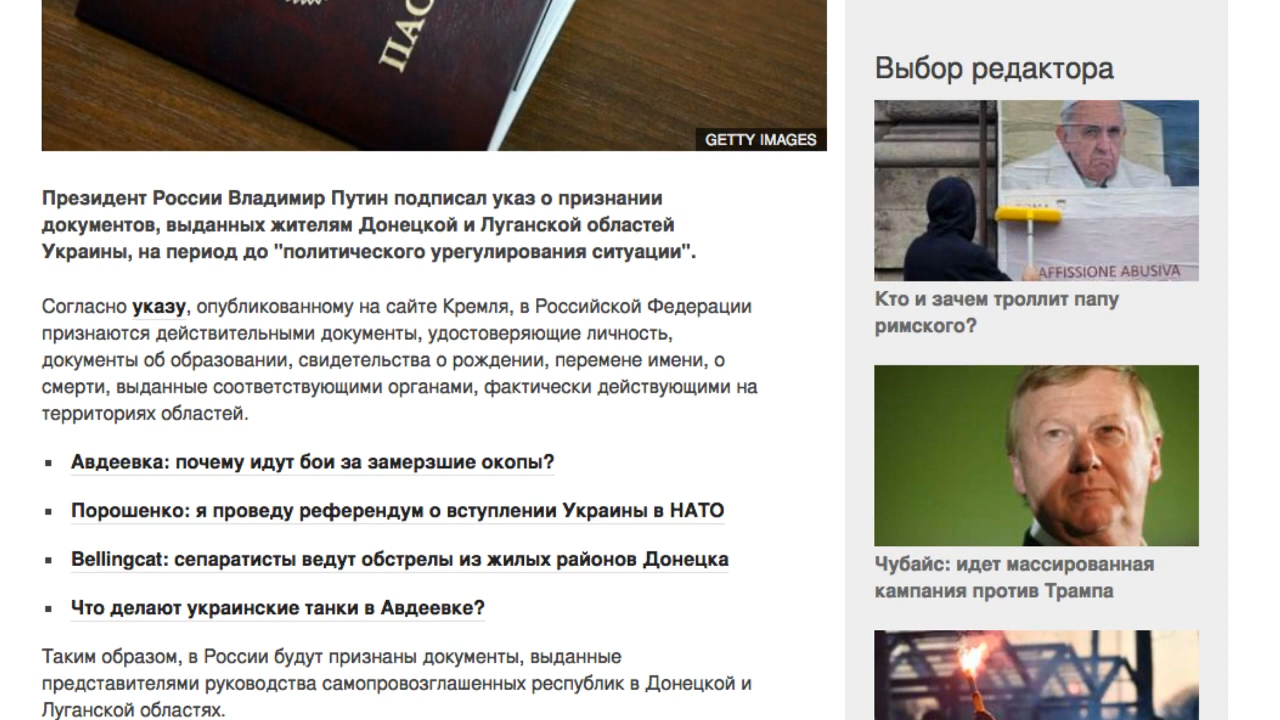 ПАС
GETTY IMAGES
Президент России Владимир Путин подписал указ о признании
документов, выданных жителям Донецкой и Луганской областей
Украины, на период до "политического урегулирования ситуации".
Согласно указу, опубликованному на сайте Кремля, в Российской Федерации
признаются действительными документы, удостоверяющие личность,
документы об образовании, свидетельства о рождении, перемене имени, о
смерти, выданные соответствующими органами, фактически действующими на
территориях областей.
Авдеевка: почему идут бои за замерзшие окопы?
Порошенко: я проведу референдум о вступлении Украины в НАТО
Bellingcat: сепаратисты ведут обстрелы из жилых районов Донецка
Что делают украинские танки в Авдеевке?
Таким образом, в России будут признаны документы, выданные
представителями руководства самопровозглашенных республик в Донецкой и
Луганской областях.
Выбор редактора
AFFISSIONE ABUSIVA
Кто и зачем троллит папу
римского?
Чубайс: идет массированная
кампания против Трампа